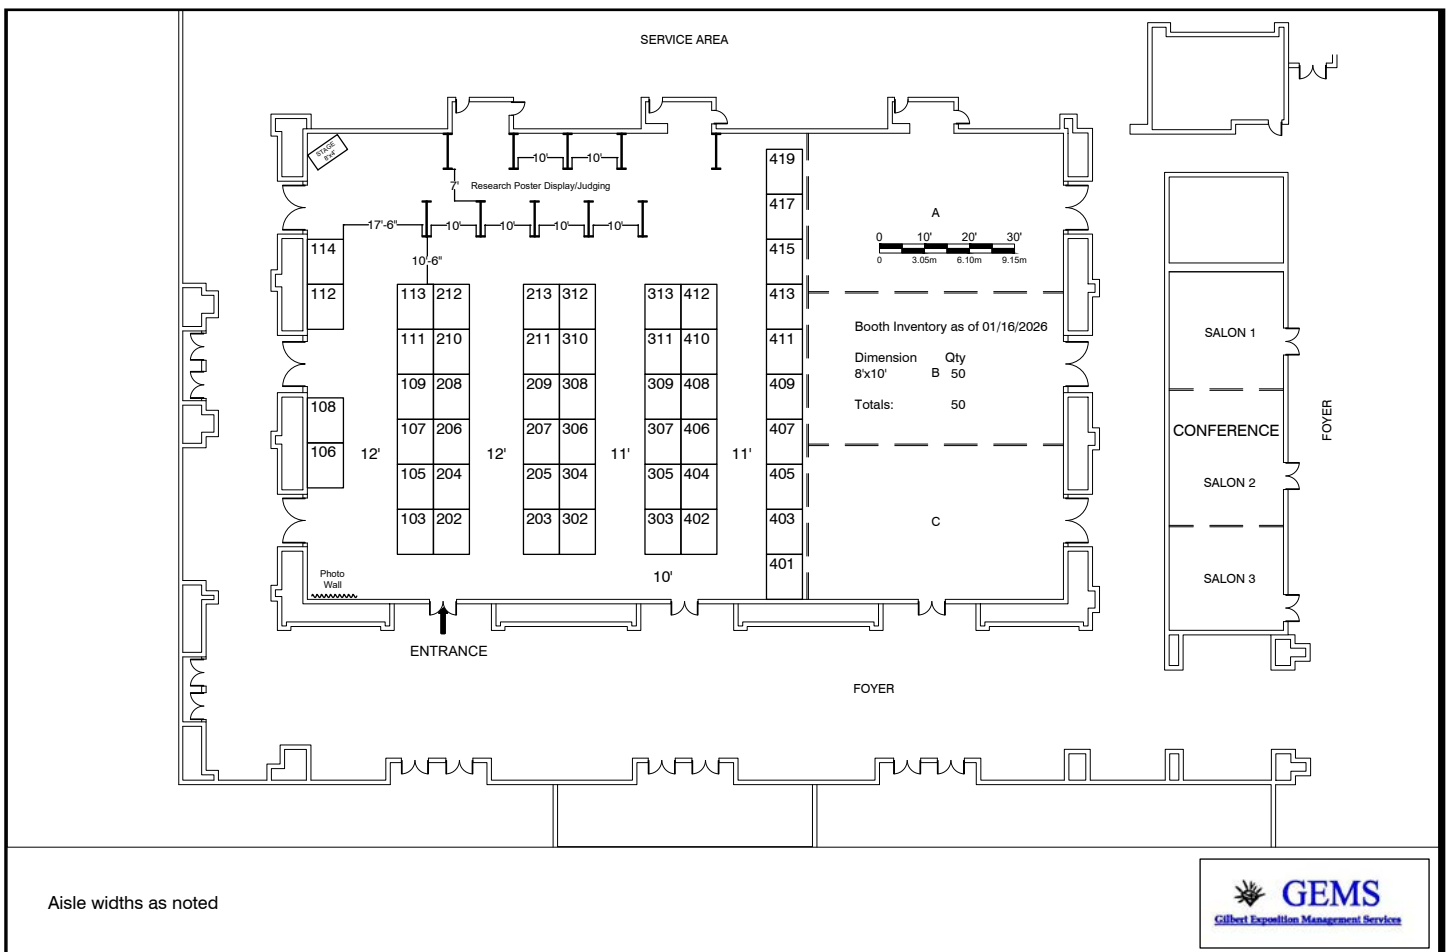 SERVICE AREA
STAGE
8'x4'
10' 10'
7' Research Poster Display/Judging
17'-6" 10' 10' 10' 10'
10'-6"
419
417
415
413
411
409
407
405
403
401
114
112
108
106
113 212 213 312 313 412
111 210 211 310 311 410
109 208 209 308 309 408
107 206 207 306 307 406
12' 12' 11' 11'
105 204 205 304 305 404
103 202 203 302 303 402
10'
Photo
Wall
ENTRANCE
A
0 10' 20' 30'
0 3.05m 6.10m 9.15m
Booth Inventory as of 01/16/2026
Dimension Qty
8'x10' B 50
Totals: 50
C
SALON 1
CONFERENCE
SALON 2
SALON 3
FOYER
FOYER
Aisle widths as noted
GEMS
Gilbert Exposition Management Services